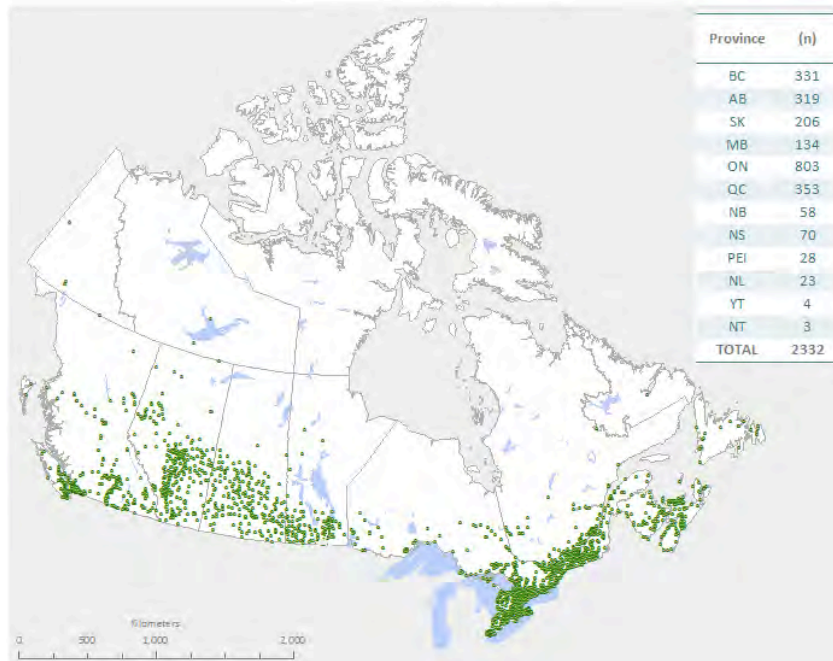 Province (n)
BC 331
AB 319
SK 206
MB 134
ON 803
QC 353
NB 58
NS 70
PEI 28
NL 23
YT 4
NT 3
TOTAL 2332
Kilometers
0 500 1,000 2,000